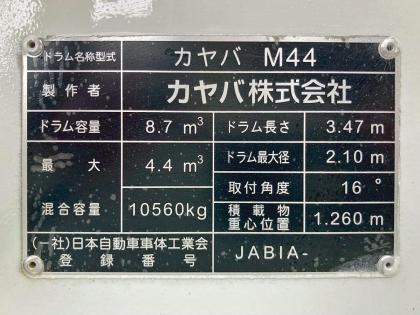 ドラム名称型式 カヤバ M44
製作者 カヤバ株式会社
ドラム容量 8.7 m³ ドラム長さ 3.47 m
最大 4.4 m³ ドラム最大径 2.10 m
混合容量 10560kg 取付角度 16 °
積載物 重心位置 1.260 m
(一社)日本自動車車体工業会
登録番号 JABIA-